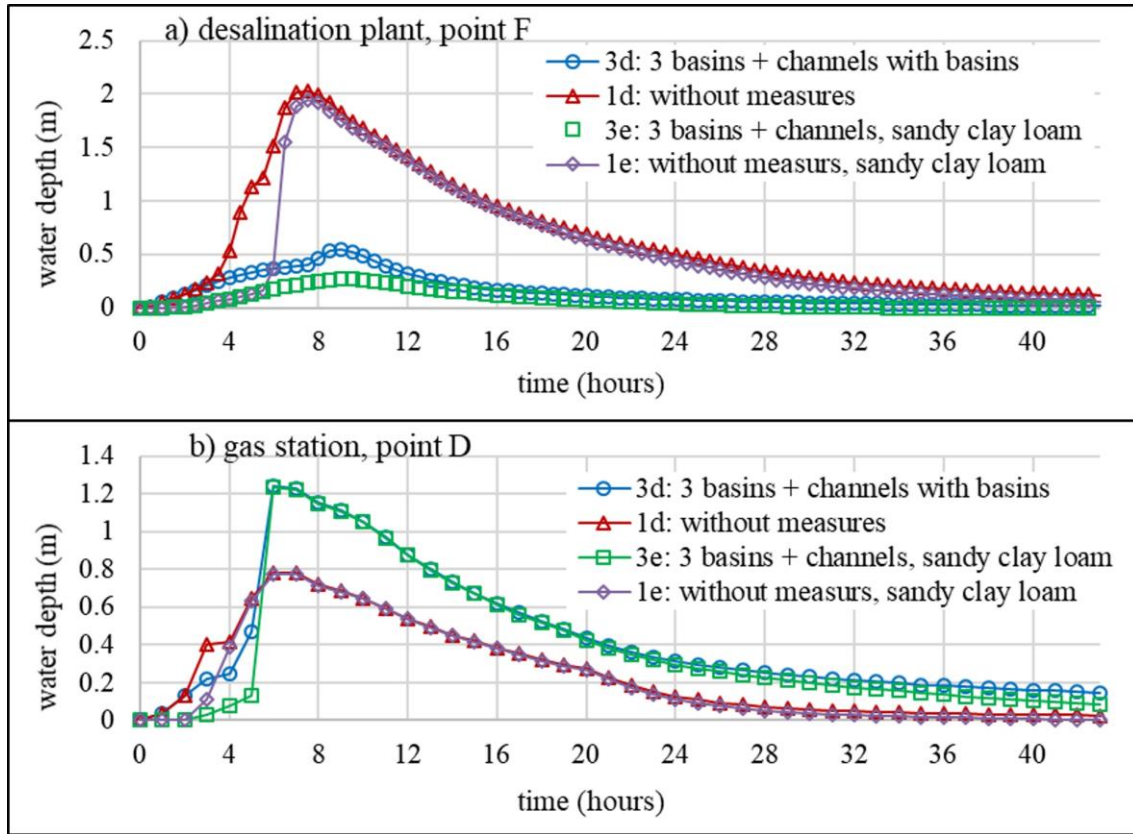 a) desalination plant, point F
2.5
2
1.5
1
0.5
0
water depth (m)
3d: 3 basins + channels with basins
1d: without measures
3e: 3 basins + channels, sandy clay loam
1e: without measurs, sandy clay loam
0 4 8 12 16 20 24 28 32 36 40
time (hours)
b) gas station, point D
1.4
1.2
1
0.8
0.6
0.4
0.2
0
water depth (m)
3d: 3 basins + channels with basins
1d: without measures
3e: 3 basins + channels, sandy clay loam
1e: without measurs, sandy clay loam
0 4 8 12 16 20 24 28 32 36 40
time (hours)